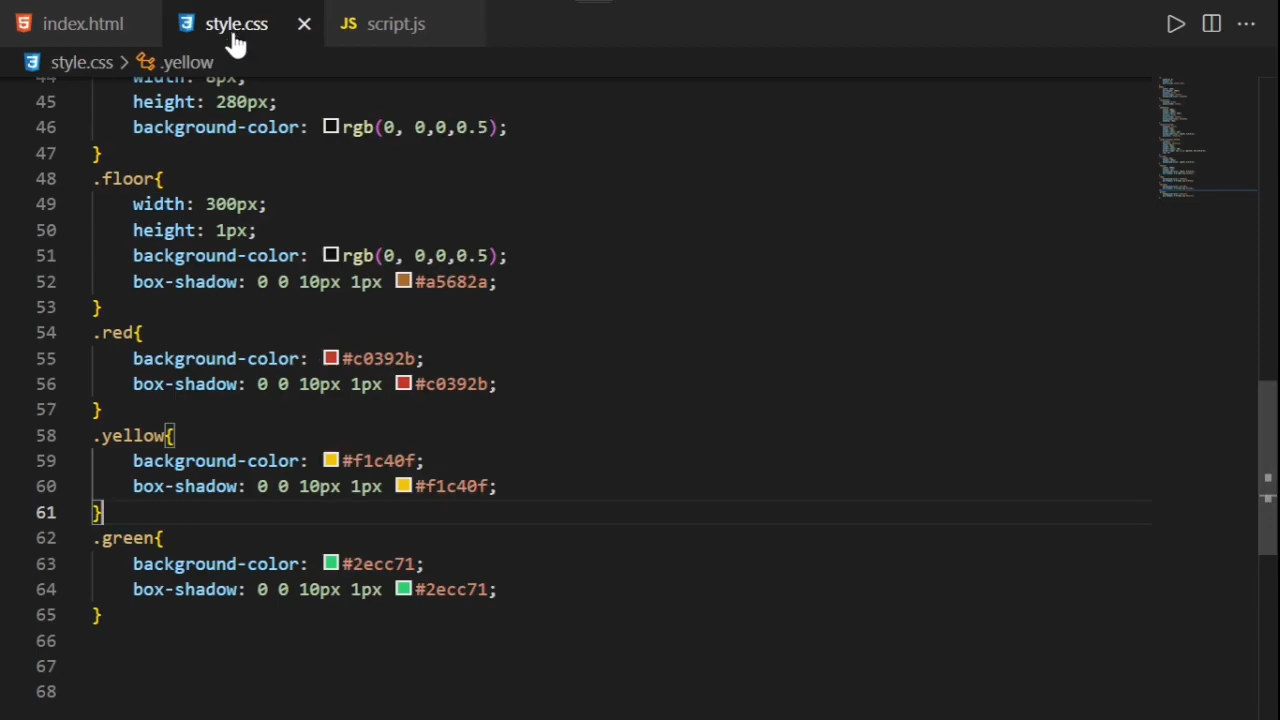 index.html style.css script.js
style.css > .yellow
44 width: 8px;
45 height: 280px;
46 background-color: rgb(0, 0,0,0.5);
47 }
48 .floor{
49 width: 300px;
50 height: 1px;
51 background-color: rgb(0, 0,0,0.5);
52 box-shadow: 0 0 10px 1px #a5682a;
53 }
54 .red{
55 background-color: #c0392b;
56 box-shadow: 0 0 10px 1px #c0392b;
57 }
58 .yellow{
59 background-color: #f1c40f;
60 box-shadow: 0 0 10px 1px #f1c40f;
61 }
62 .green{
63 background-color: #2ecc71;
64 box-shadow: 0 0 10px 1px #2ecc71;
65 }
66
67
68